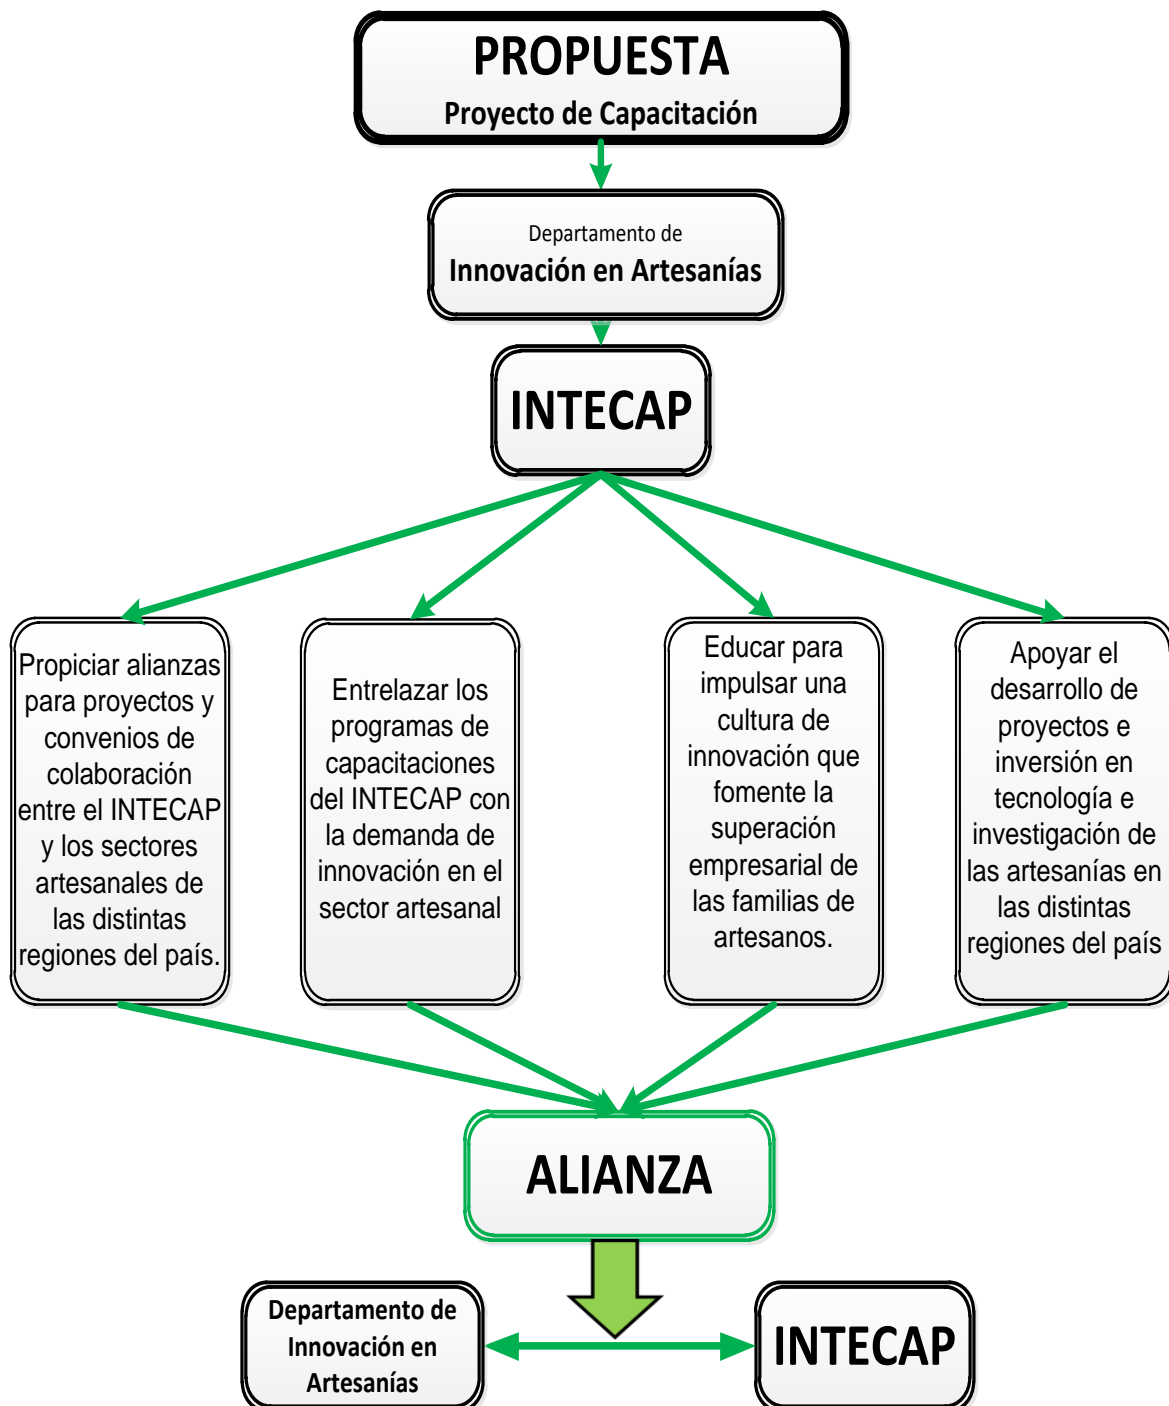 PROPUESTA
Proyecto de Capacitación
Departamento de
Innovación en Artesanías
INTECAP
Propiciar alianzas
para proyectos y
convenios de
colaboración
entre el INTECAP
y los sectores
artesanales de
las distintas
regiones del país.
Entrelazar los
programas de
capacitaciones
del INTECAP con
la demanda de
innovación en el
sector artesanal
Educar para
impulsar una
cultura de
innovación que
fomente la
superación
empresarial de
las familias de
artesanos.
Apoyar el
desarrollo de
proyectos e
inversión en
tecnología e
investigación de
las artesanías en
las distintas
regiones del país
ALIANZA
Departamento de
Innovación en
Artesanías
INTECAP